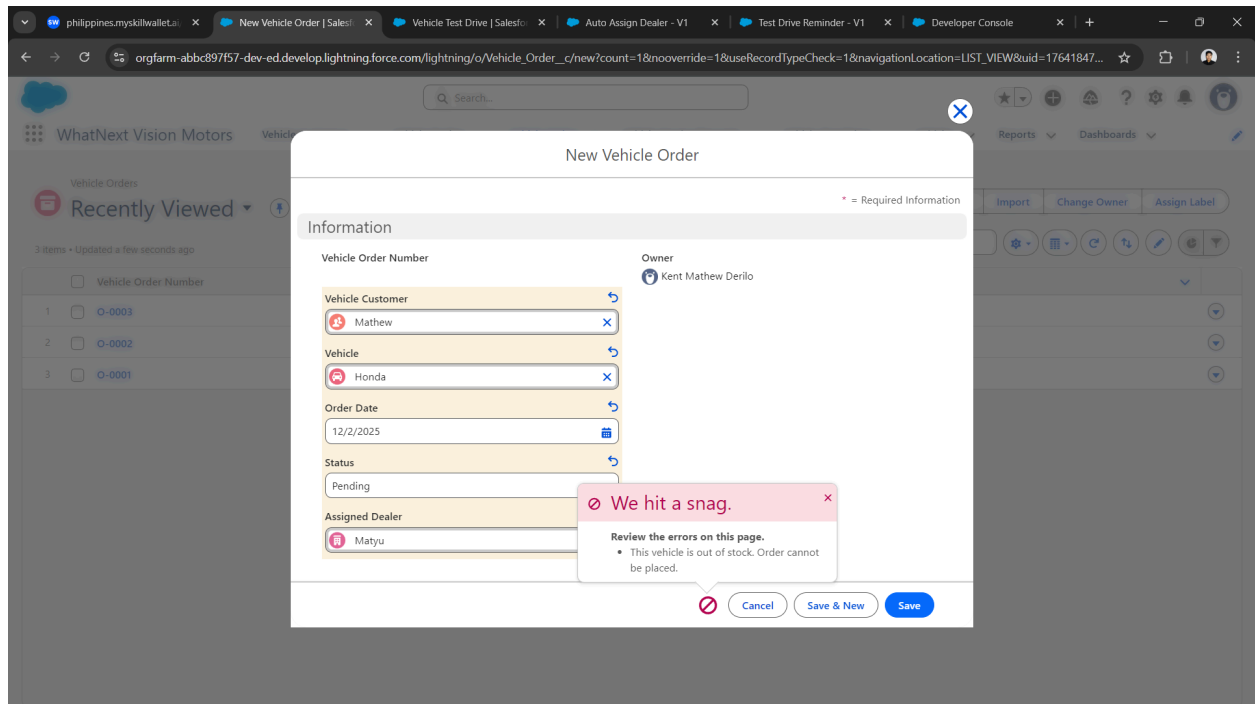 philippines.myskillwallet.ai
New Vehicle Order | Salesf
Vehicle Test Drive | Salesfo
Auto Assign Dealer - V1
Test Drive Reminder - V1
Developer Console
orgfarm-abbc897f57-dev-ed.develop.lightning.force.com/lightning/o/Vehicle_Order__c/new?count=1&nooverride=1&useRecordTypeCheck=1&navigationLocation=LIST_VIEW&uid=17641847...
Search...
WhatNext Vision Motors
Vehicle
Reports
Dashboards
New Vehicle Order
Vehicle Orders
Recently Viewed
Import
Change Owner
Assign Label
3 items • Updated a few seconds ago
Vehicle Order Number
1 O-0003
2 O-0002
3 O-0001
* = Required Information
Information
Vehicle Order Number
Owner
Kent Mathew Derilo
Vehicle Customer
Mathew
Vehicle
Honda
Order Date
12/2/2025
Status
Pending
Assigned Dealer
Matyu
We hit a snag.
Review the errors on this page.
• This vehicle is out of stock. Order cannot
be placed.
Cancel
Save & New
Save